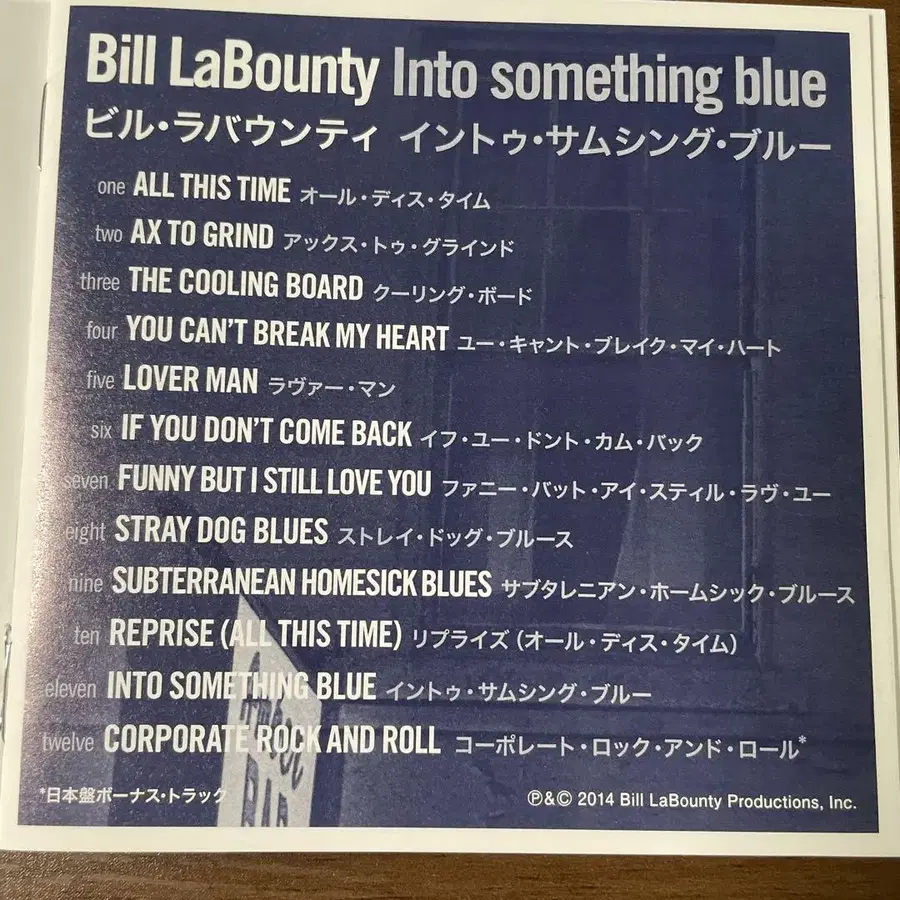 Bill LaBounty Into something blue
ビル・ラバウンティ イントゥ・サムシング・ブルー
one ALL THIS TIME オール・ディス・タイム
two AX TO GRIND アックス・トゥ・グラインド
three THE COOLING BOARD クーリング・ボード
four YOU CAN'T BREAK MY HEART ユー・キャント・ブレイク・マイ・ハート
five LOVER MAN ラヴァー・マン
six IF YOU DON'T COME BACK イフ・ユー・ドント・カム・バック
seven FUNNY BUT I STILL LOVE YOU ファニー・バット・アイ・スティル・ラヴ・ユー
eight STRAY DOG BLUES ストレイ・ドッグ・ブルース
nine SUBTERRANEAN HOMESICK BLUES サブタレニアン・ホームシック・ブルース
ten REPRISE (ALL THIS TIME) リプライズ (オール・ディス・タイム)
eleven INTO SOMETHING BLUE イントゥ・サムシング・ブルー
twelve CORPORATE ROCK AND ROLL コーポレート・ロック・アンド・ロール*
*日本盤ボーナス・トラック
℗&© 2014 Bill LaBounty Productions, Inc.